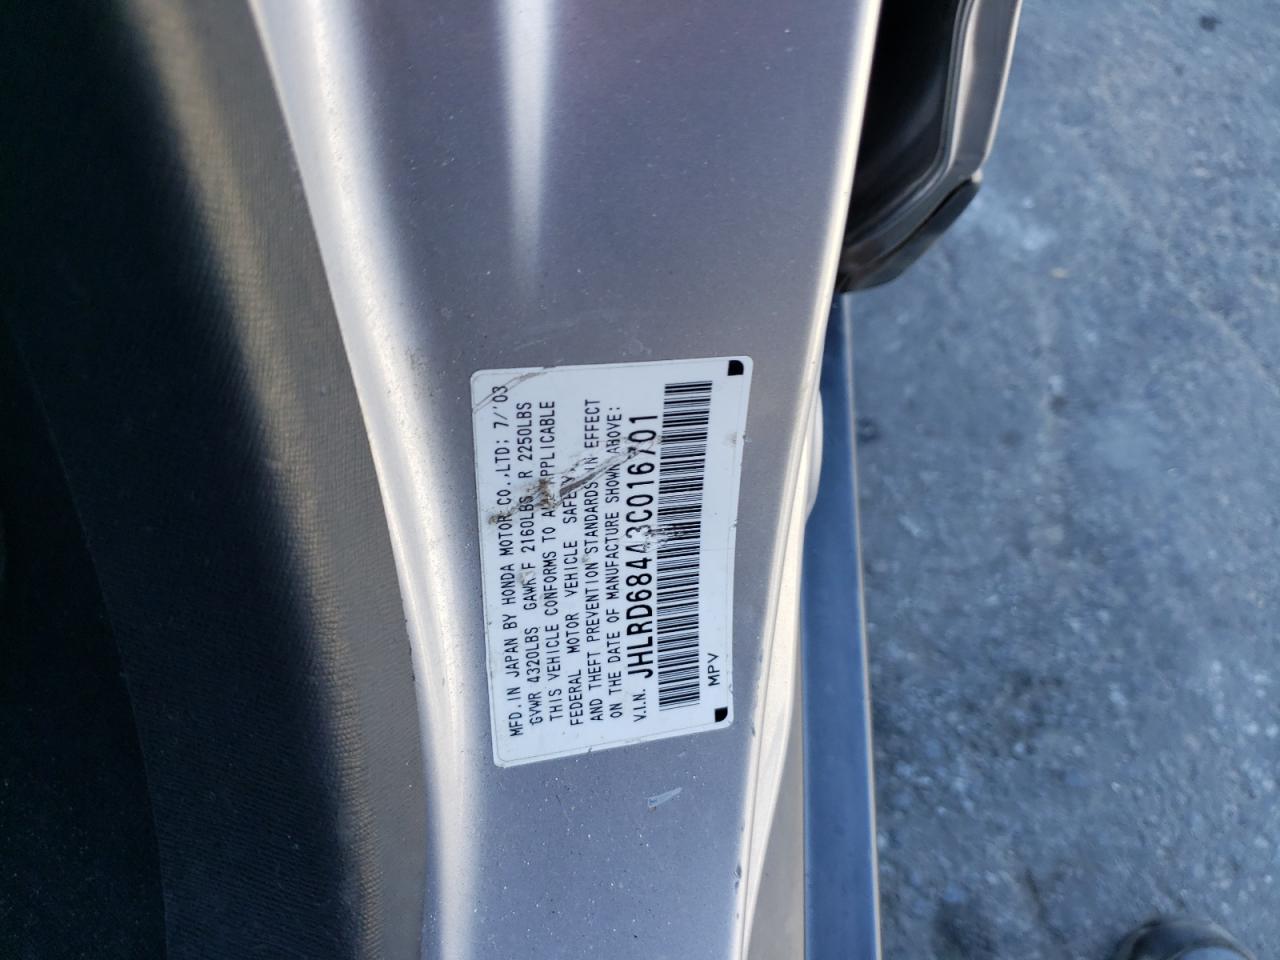 MFD. IN JAPAN BY HONDA MOTOR CO.,LTD; 7/'03
GVWR 4320LBS GAWR F 2160LBS R 2250LBS
THIS VEHICLE CONFORMS TO ALL APPLICABLE
FEDERAL MOTOR VEHICLE SAFETY,
AND THEFT PREVENTION STANDARDS IN EFFECT
ON THE DATE OF MANUFACTURE SHOWN ABOVE:
V.I.N. JHLRD68443C016701
MPV